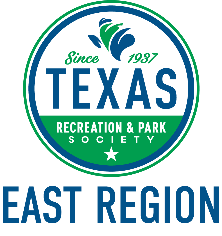 Since 1937
TEXAS
RECREATION & PARK
SOCIETY
EAST REGION